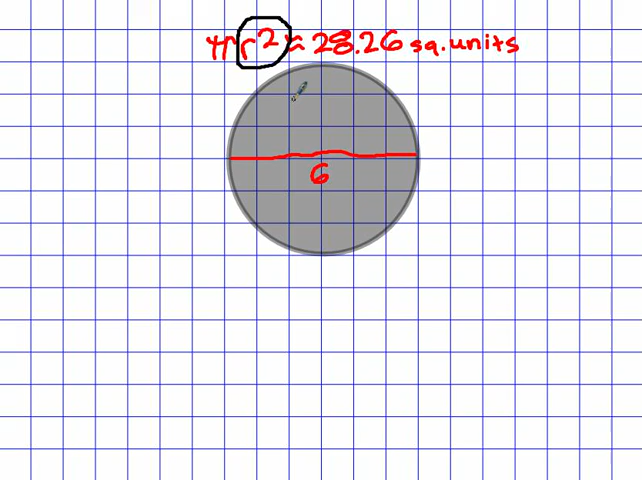 πr² ≈ 28.26 sq. units
6